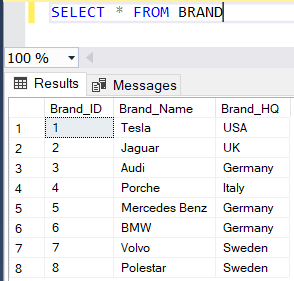 SELECT * FROM BRAND
100 %
Results Messages
Brand_ID Brand_Name Brand_HQ
1 1 Tesla USA
2 2 Jaguar UK
3 3 Audi Germany
4 4 Porche Italy
5 5 Mercedes Benz Germany
6 6 BMW Germany
7 7 Volvo Sweden
8 8 Polestar Sweden